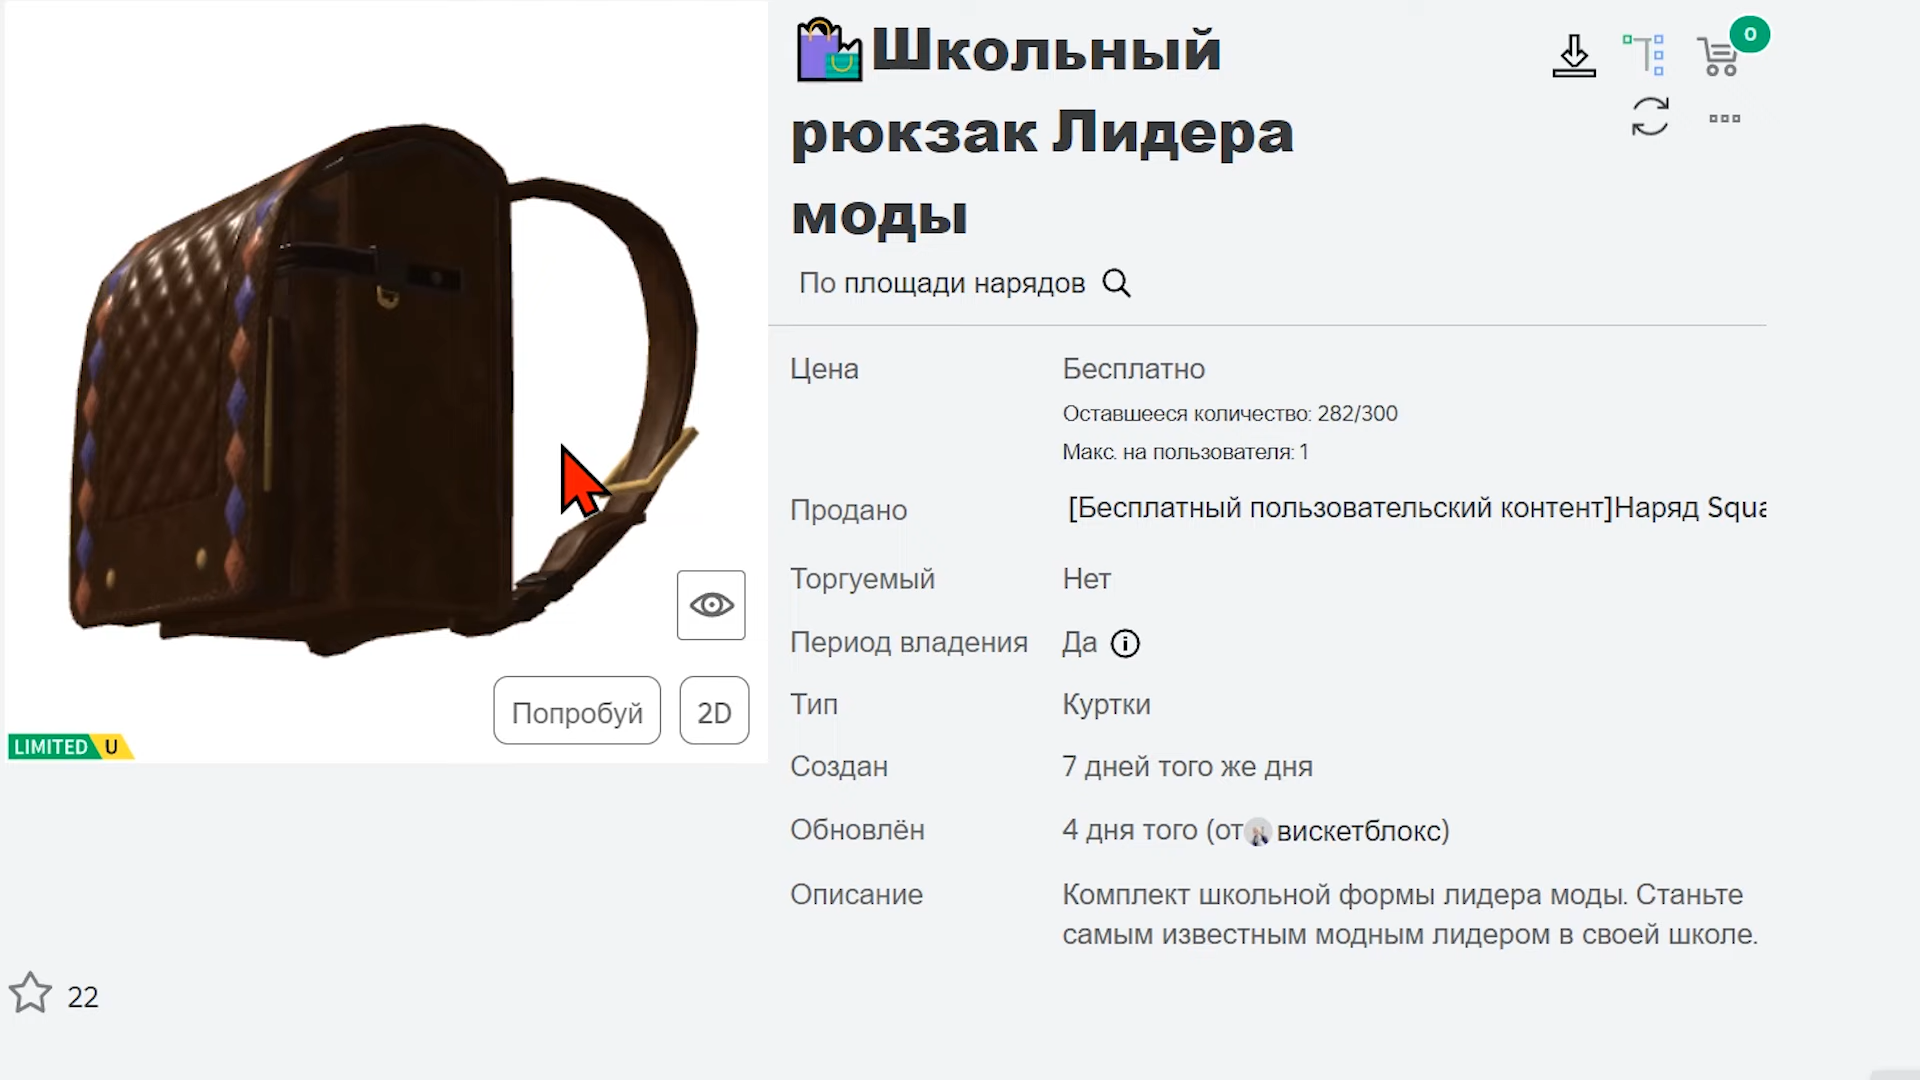 Школьный
рюкзак Лидера
моды
0
По площади нарядов
Цена
Бесплатно
Оставшееся количество: 282/300
Макс. на пользователя: 1
Продано
[Бесплатный пользовательский контент]Наряд Squa
Торгуемый
Нет
Период владения
Да
Тип
Куртки
Создан
7 дней того же дня
Обновлён
4 дня того (от вискетблокс)
Описание
Комплект школьной формы лидера моды. Станьте
самым известным модным лидером в своей школе.
Попробуй
2D
LIMITED U
22